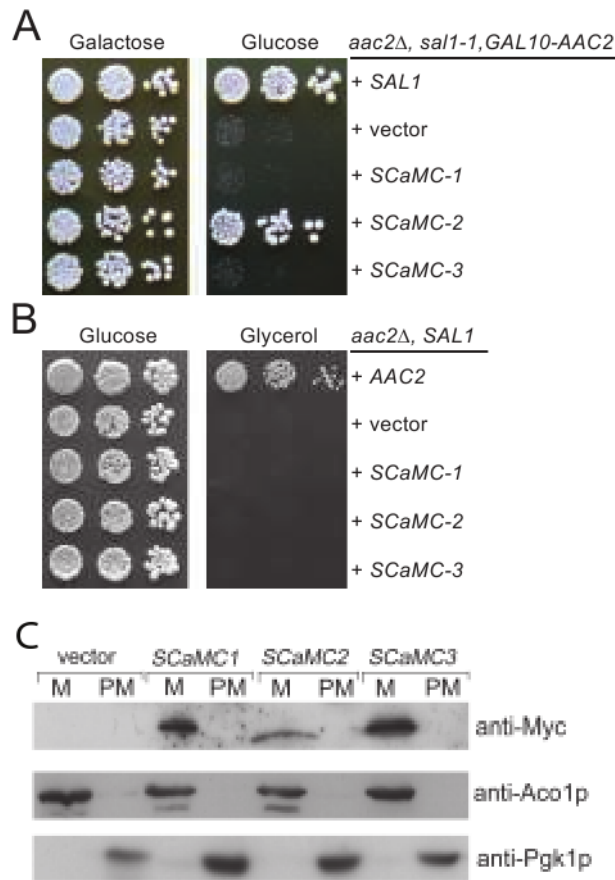 A
Galactose Glucose aac2Δ, sal1-1,GAL10-AAC2
+ SAL1
+ vector
+ SCaMC-1
+ SCaMC-2
+ SCaMC-3
B
Glucose Glycerol aac2Δ, SAL1
+ AAC2
+ vector
+ SCaMC-1
+ SCaMC-2
+ SCaMC-3
C
vector SCaMC1 SCaMC2 SCaMC3
M PM M PM M PM M PM
anti-Myc
anti-Aco1p
anti-Pgk1p